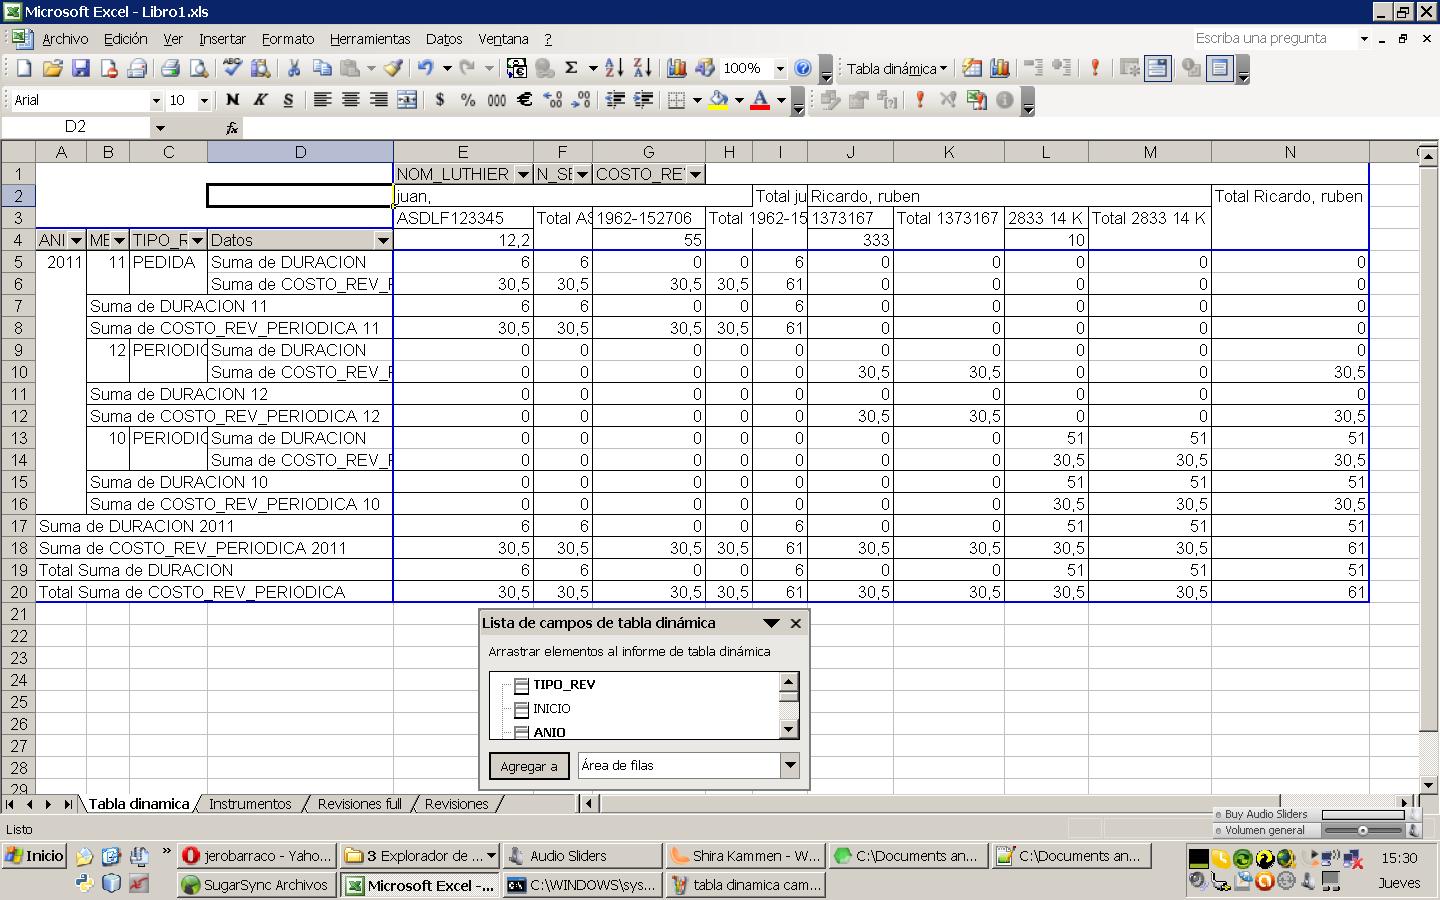 Microsoft Excel - Libro1.xls
Archivo Edición Ver Insertar Formato Herramientas Datos Ventana ? Escriba una pregunta
100% Tabla dinámica
Arial 10 N K S $ % 000 €
D2 fx
A B C D E F G H I J K L M N
1 NOM_LUTHIER N_SE COSTO_RE
2 juan, Total ju Ricardo, ruben Total Ricardo, ruben
3 ASDLF123345 Total AS 1962-152706 Total 1962-15 1373167 Total 1373167 2833 14 K Total 2833 14 K
4 ANI ME TIPO_R Datos 12,2 55 333 10
5 2011 11 PEDIDA Suma de DURACION 6 6 0 0 6 0 0 0 0 0
6 Suma de COSTO_REV_F 30,5 30,5 30,5 30,5 61 0 0 0 0 0
7 Suma de DURACION 11 6 6 0 0 6 0 0 0 0 0
8 Suma de COSTO_REV_PERIODICA 11 30,5 30,5 30,5 30,5 61 0 0 0 0 0
9 12 PERIODIC Suma de DURACION 0 0 0 0 0 0 0 0 0 0
10 Suma de COSTO_REV_F 0 0 0 0 0 30,5 30,5 0 0 30,5
11 Suma de DURACION 12 0 0 0 0 0 0 0 0 0 0
12 Suma de COSTO_REV_PERIODICA 12 0 0 0 0 0 30,5 30,5 0 0 30,5
13 10 PERIODIC Suma de DURACION 0 0 0 0 0 0 0 51 51 51
14 Suma de COSTO_REV_F 0 0 0 0 0 0 0 30,5 30,5 30,5
15 Suma de DURACION 10 0 0 0 0 0 0 0 51 51 51
16 Suma de COSTO_REV_PERIODICA 10 0 0 0 0 0 0 0 30,5 30,5 30,5
17 Suma de DURACION 2011 6 6 0 0 6 0 0 51 51 51
18 Suma de COSTO_REV_PERIODICA 2011 30,5 30,5 30,5 30,5 61 30,5 30,5 30,5 30,5 61
19 Total Suma de DURACION 6 6 0 0 6 0 0 51 51 51
20 Total Suma de COSTO_REV_PERIODICA 30,5 30,5 30,5 30,5 61 30,5 30,5 30,5 30,5 61
21
22
23
24
25
26
27
28
29
Lista de campos de tabla dinámica
Arrastrar elementos al informe de tabla dinámica
TIPO_REV
INICIO
ANIO
Agregar a Área de filas
Tabla dinamica Instrumentos Revisiones full Revisiones
Buy Audio Sliders
Volumen general
Listo
Inicio jerobarraco - Yaho... 3 Explorador de ... Audio Sliders Shira Kammen - W... C:\Documents an... C:\Documents an... 15:30
SugarSync Archivos Microsoft Excel -... C:\WINDOWS\sys... tabla dinamica cam... Jueves